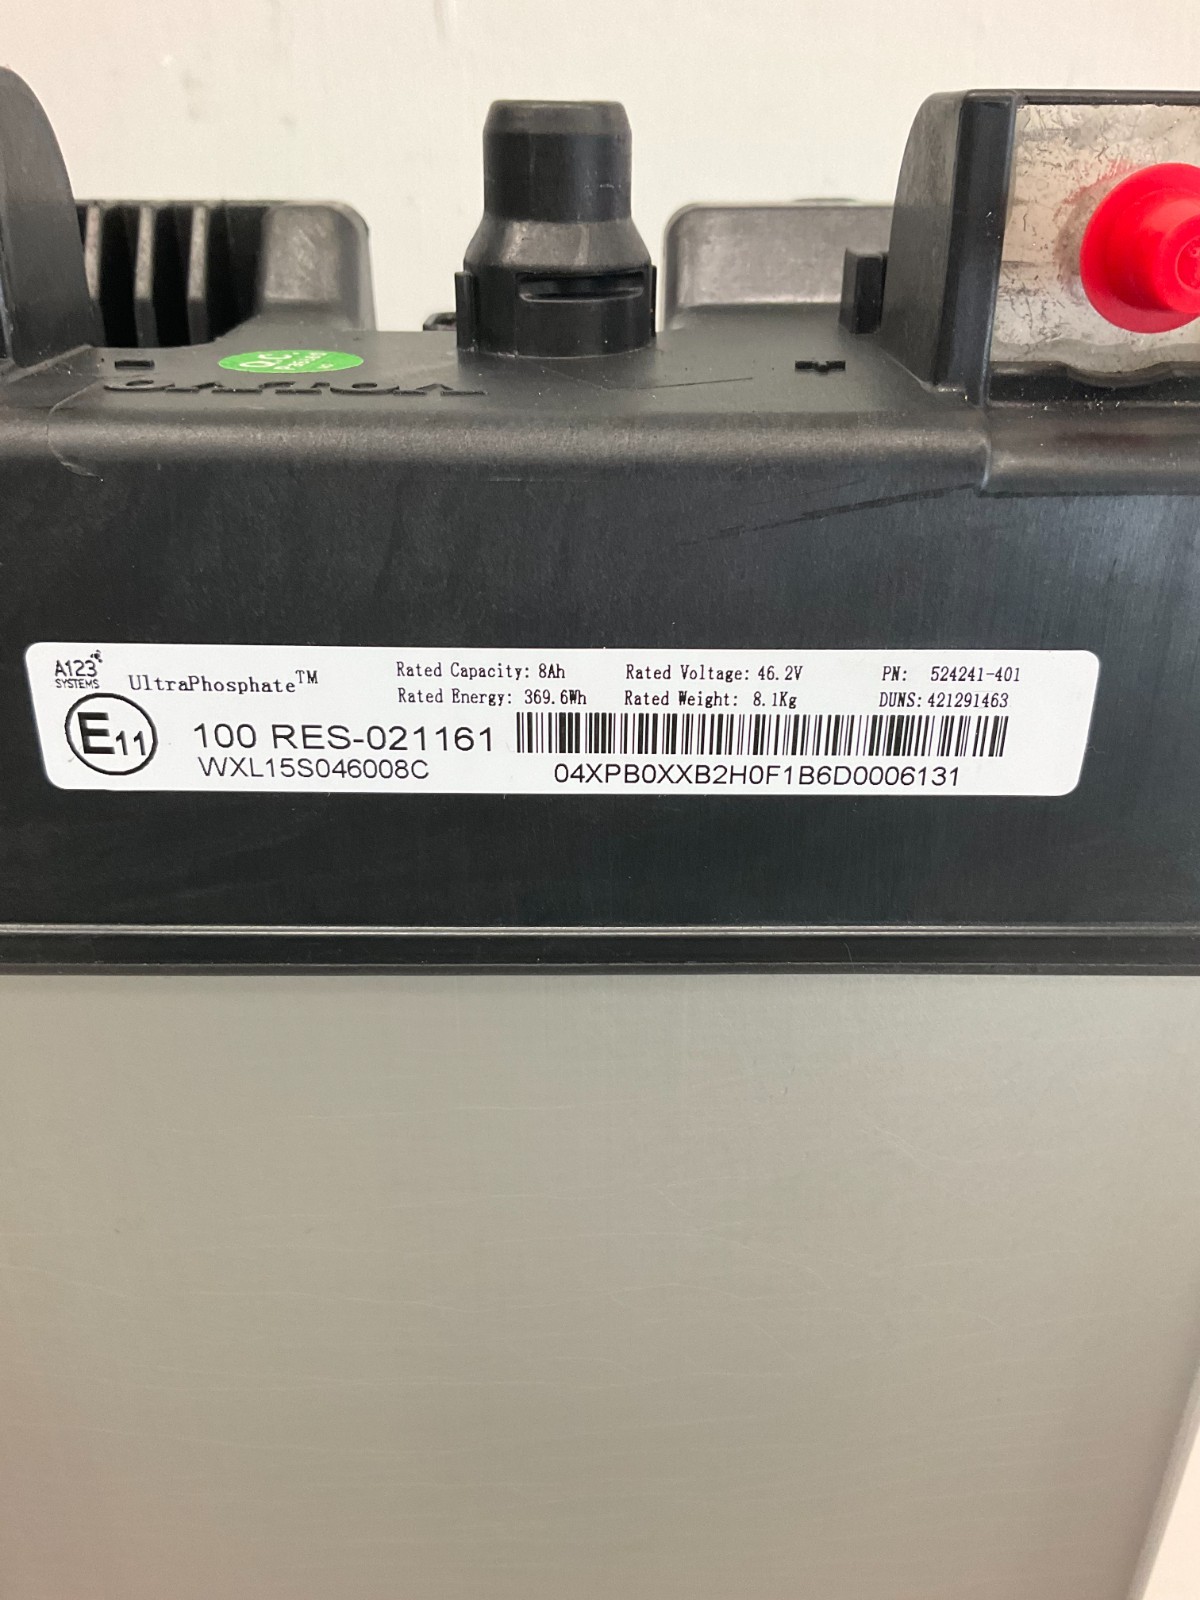 Q.C.
A123
SYSTEMS
UltraPhosphate™
Rated Capacity: 8Ah
Rated Voltage: 46.2V
PN: 524241-401
Rated Energy: 369.6Wh
Rated Weight: 8.1Kg
DUNS: 421291463
E11
100 RES-021161
WXL15S046008C
04XPB0XXB2H0F1B6D0006131